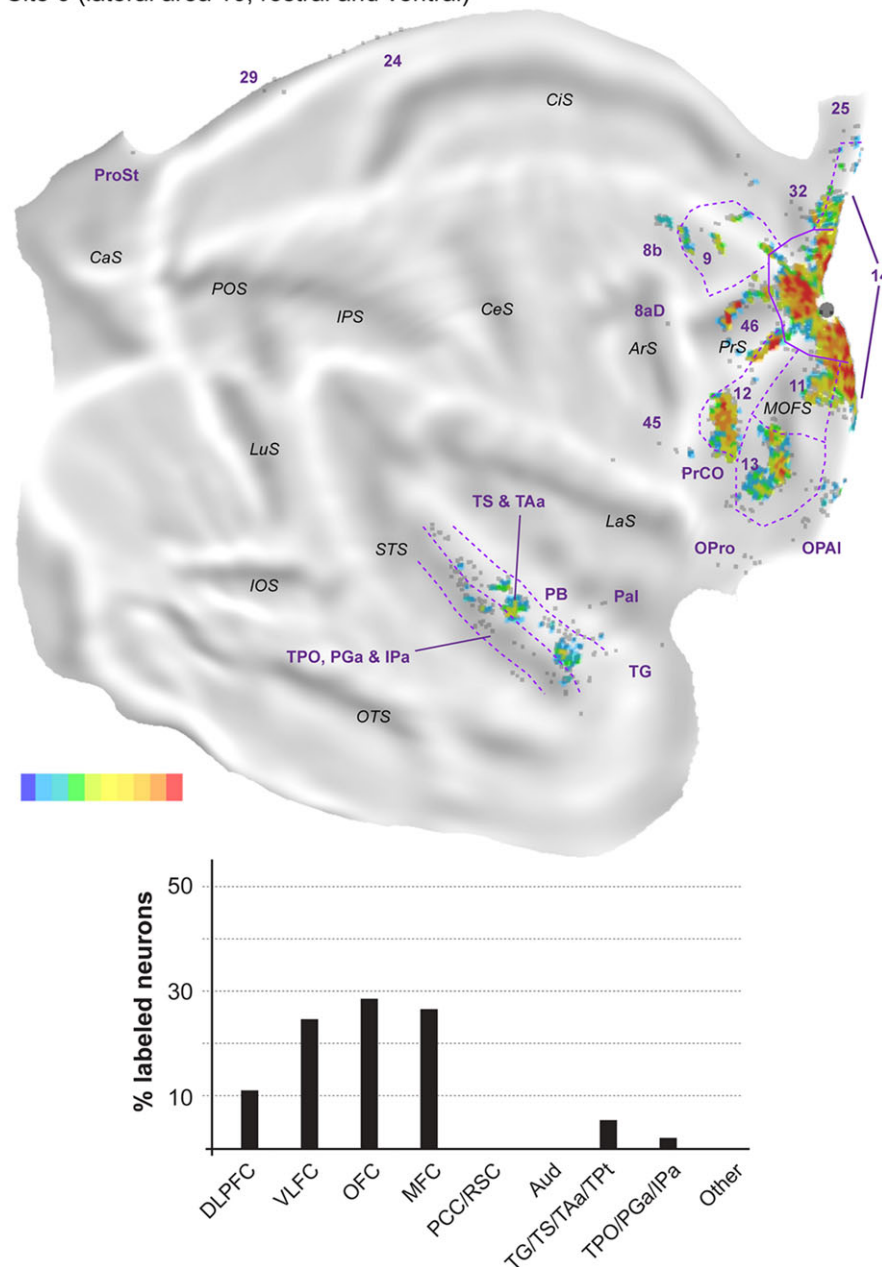 (lateral area 10, rostral and ventral)
29
24
CiS
25
ProSt
32
CaS
8b
9
14
POS
IPS
CeS
8aD
46
ArS
PrS
12
11
MOFS
45
LuS
13
PrCO
TS & TAa
LaS
STS
OPro
OPAl
IOS
PB
PaI
TPO, PGa & IPa
TG
OTS
% labeled neurons
50
30
10
DLPFC
VLFC
OFC
MFC
PCC/RSC
Aud
TG/TS/TAa/TPt
TPO/PGa/IPa
Other